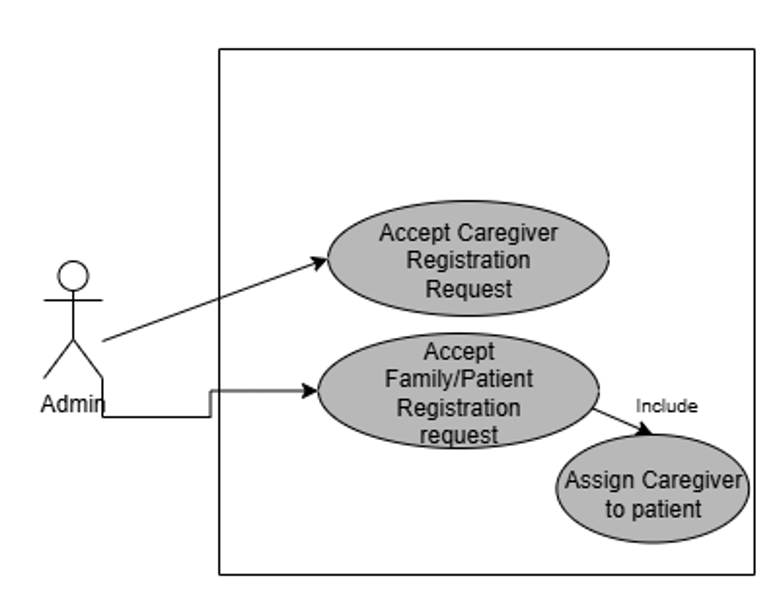 Accept Caregiver
Registration
Request
Accept
Family/Patient
Registration
request
Admin
Include
Assign Caregiver
to patient